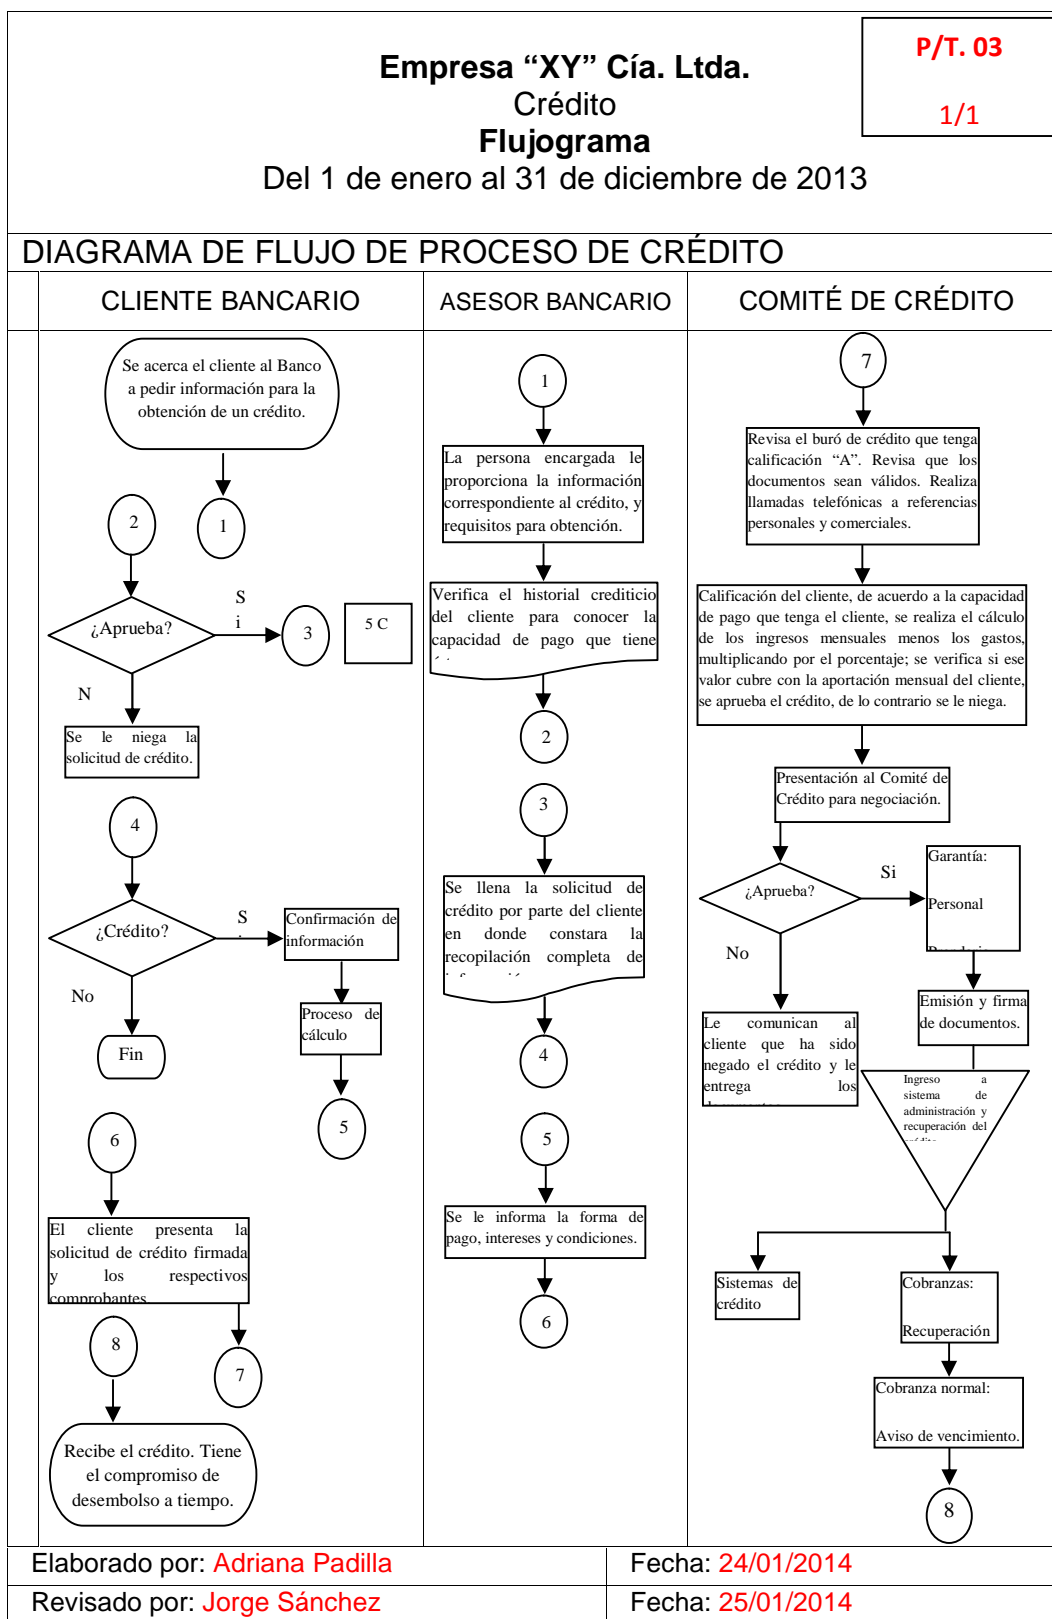 Empresa “XY” Cía. Ltda.
Crédito
Flujograma
Del 1 de enero al 31 de diciembre de 2013
P/T. 03
1/1
DIAGRAMA DE FLUJO DE PROCESO DE CRÉDITO
CLIENTE BANCARIO
ASESOR BANCARIO
COMITÉ DE CRÉDITO
Se acerca el cliente al Banco
a pedir información para la
obtención de un crédito.
1
2
¿Aprueba?
S
i
3
5 C
N
Se le niega la
solicitud de crédito.
4
¿Crédito?
S
Confirmación de
información
No
Proceso de
cálculo
Fin
5
6
El cliente presenta la
solicitud de crédito firmada
y los respectivos
comprobantes
8
7
Recibe el crédito. Tiene
el compromiso de
desembolso a tiempo.
1
La persona encargada le
proporciona la información
correspondiente al crédito, y
requisitos para obtención.
Verifica el historial crediticio
del cliente para conocer la
capacidad de pago que tiene
2
3
Se llena la solicitud de
crédito por parte del cliente
en donde constara la
recopilación completa de
4
5
Se le informa la forma de
pago, intereses y condiciones.
6
7
Revisa el buró de crédito que tenga
calificación “A”. Revisa que los
documentos sean válidos. Realiza
llamadas telefónicas a referencias
personales y comerciales.
Calificación del cliente, de acuerdo a la capacidad
de pago que tenga el cliente, se realiza el cálculo
de los ingresos mensuales menos los gastos,
multiplicando por el porcentaje; se verifica si ese
valor cubre con la aportación mensual del cliente,
se aprueba el crédito, de lo contrario se le niega.
Presentación al Comité de
Crédito para negociación.
¿Aprueba?
Si
Garantía:
Personal
No
Emisión y firma
de documentos.
Le comunican al
cliente que ha sido
negado el crédito y le
entrega los
Ingreso a
sistema de
administración y
recuperación del
Sistemas de
crédito
Cobranzas:
Recuperación
Cobranza normal:
Aviso de vencimiento.
8
Elaborado por: Adriana Padilla
Fecha: 24/01/2014
Revisado por: Jorge Sánchez
Fecha: 25/01/2014